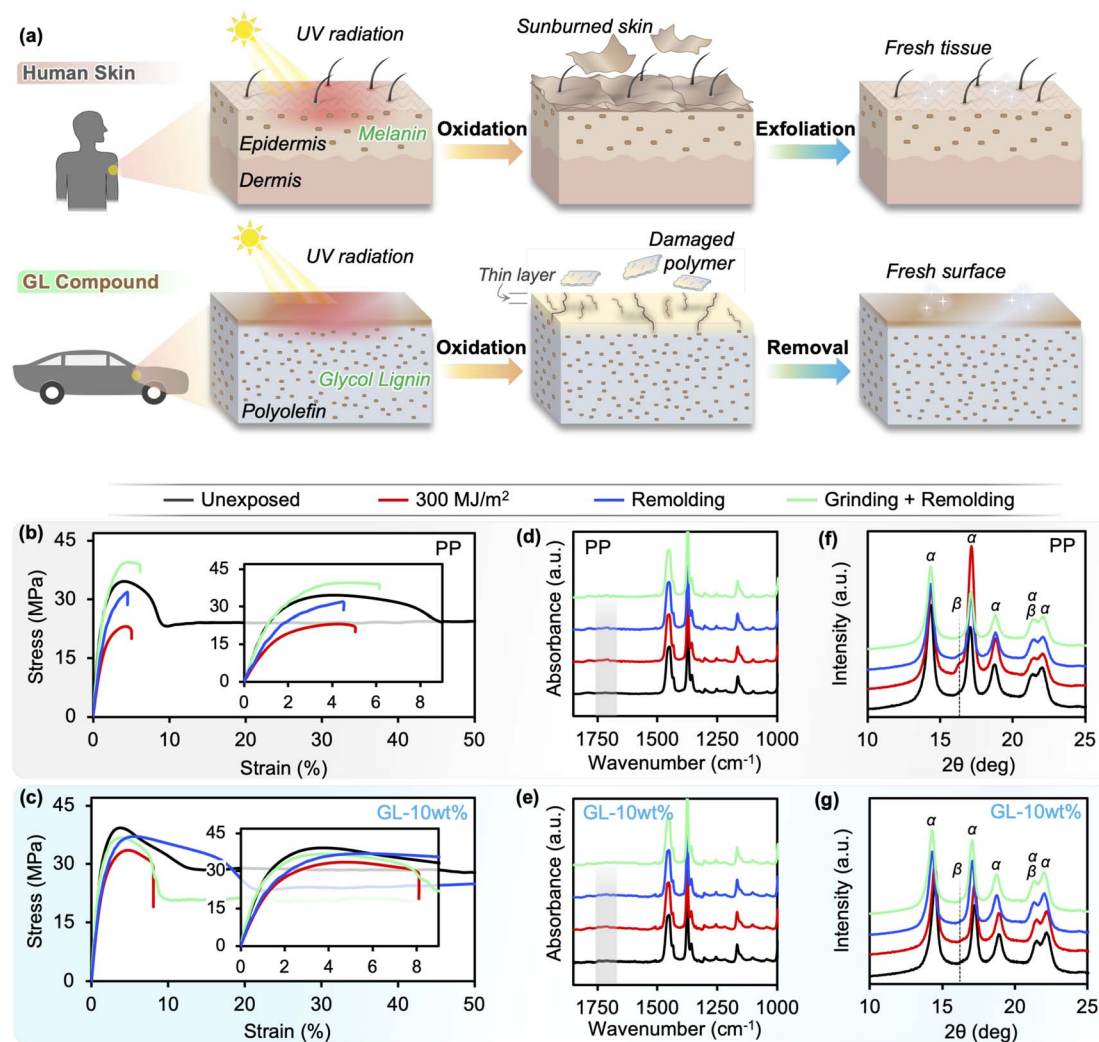 (a)
UV radiation
Sunburned skin
Fresh tissue
Human Skin
Melanin
Oxidation
Exfoliation
Epidermis
Dermis
UV radiation
Damaged
polymer
Thin layer
Fresh surface
GL Compound
Oxidation
Removal
Glycol Lignin
Polyolefin
Unexposed
300 MJ/m²
Remolding
Grinding + Remolding
(b)
PP
45
30
15
0
Stress (MPa)
45
30
15
0
0 2 4 6 8
0 10 20 30 40 50
Strain (%)
(d)
PP
Absorbance (a.u.)
1750 1500 1250 1000
Wavenumber (cm⁻¹)
(f)
PP
α
β
α
α
α
β
α
Intensity (a.u.)
10 15 20 25
2θ (deg)
(c)
GL-10wt%
45
30
15
0
Stress (MPa)
45
30
15
0
0 2 4 6 8
0 10 20 30 40 50
Strain (%)
(e)
GL-10wt%
Absorbance (a.u.)
1750 1500 1250 1000
Wavenumber (cm⁻¹)
(g)
GL-10wt%
α
β
α
α
α
β
α
Intensity (a.u.)
10 15 20 25
2θ (deg)